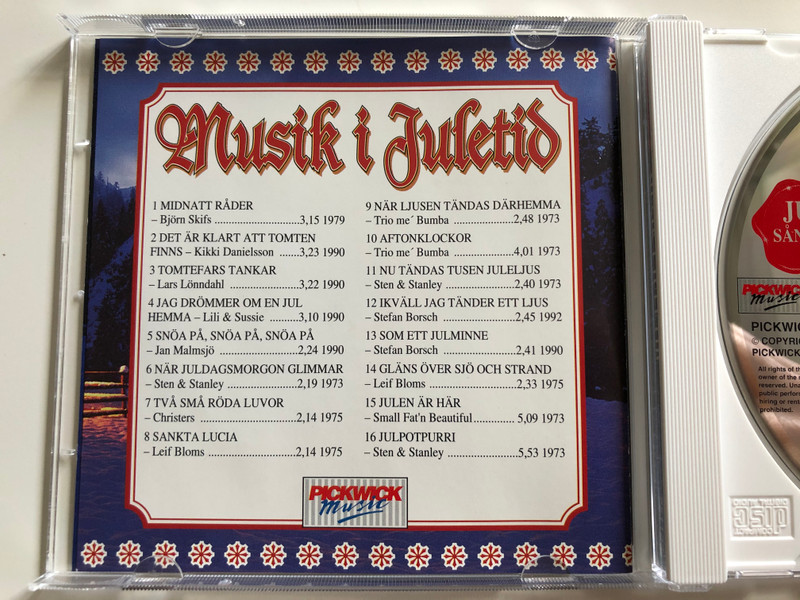 Musik i Juletid
1 MIDNATT RÅDER
– Björn Skifs ............................3,15 1979
2 DET ÄR KLART ATT TOMTEN
FINNS – Kikki Danielsson .......3,23 1990
3 TOMTEFARS TANKAR
– Lars Lönndahl .........................3,22 1990
4 JAG DRÖMMER OM EN JUL
HEMMA – Lili & Sussie ..........3,10 1990
5 SNÖA PÅ, SNÖA PÅ, SNÖA PÅ
– Jan Malmsjö ..........................2,24 1990
6 NÄR JULDAGSMORGON GLIMMAR
– Sten & Stanley ........................2,19 1973
7 TVÅ SMÅ RÖDA LUVOR
– Christers .................................2,14 1975
8 SANKTA LUCIA
– Leif Bloms ..............................2,14 1975
9 NÄR LJUSEN TÄNDAS DÄRHEMMA
– Trio me´ Bumba ....................2,48 1973
10 AFTONKLOCKOR
– Trio me´ Bumba ....................4,01 1973
11 NU TÄNDAS TUSEN JULELJUS
– Sten & Stanley .......................2,40 1973
12 IKVÄLL JAG TÄNDER ETT LJUS
– Stefan Borsch ........................2,45 1992
13 SOM ETT JULMINNE
– Stefan Borsch ........................2,41 1990
14 GLÄNS ÖVER SJÖ OCH STRAND
– Leif Bloms .............................2,33 1975
15 JULEN ÄR HÄR
– Small Fat'n Beautiful............. 5,09 1973
16 JULPOTPURRI
– Sten & Stanley .......................5,53 1973
PICKWICK
Music
PICKWICK
Music
PICKWICK
© COPYRIG
PICKWICK
All rights of th
owner of the
reserved. Una
public perform
hiring or rent
prohibited.